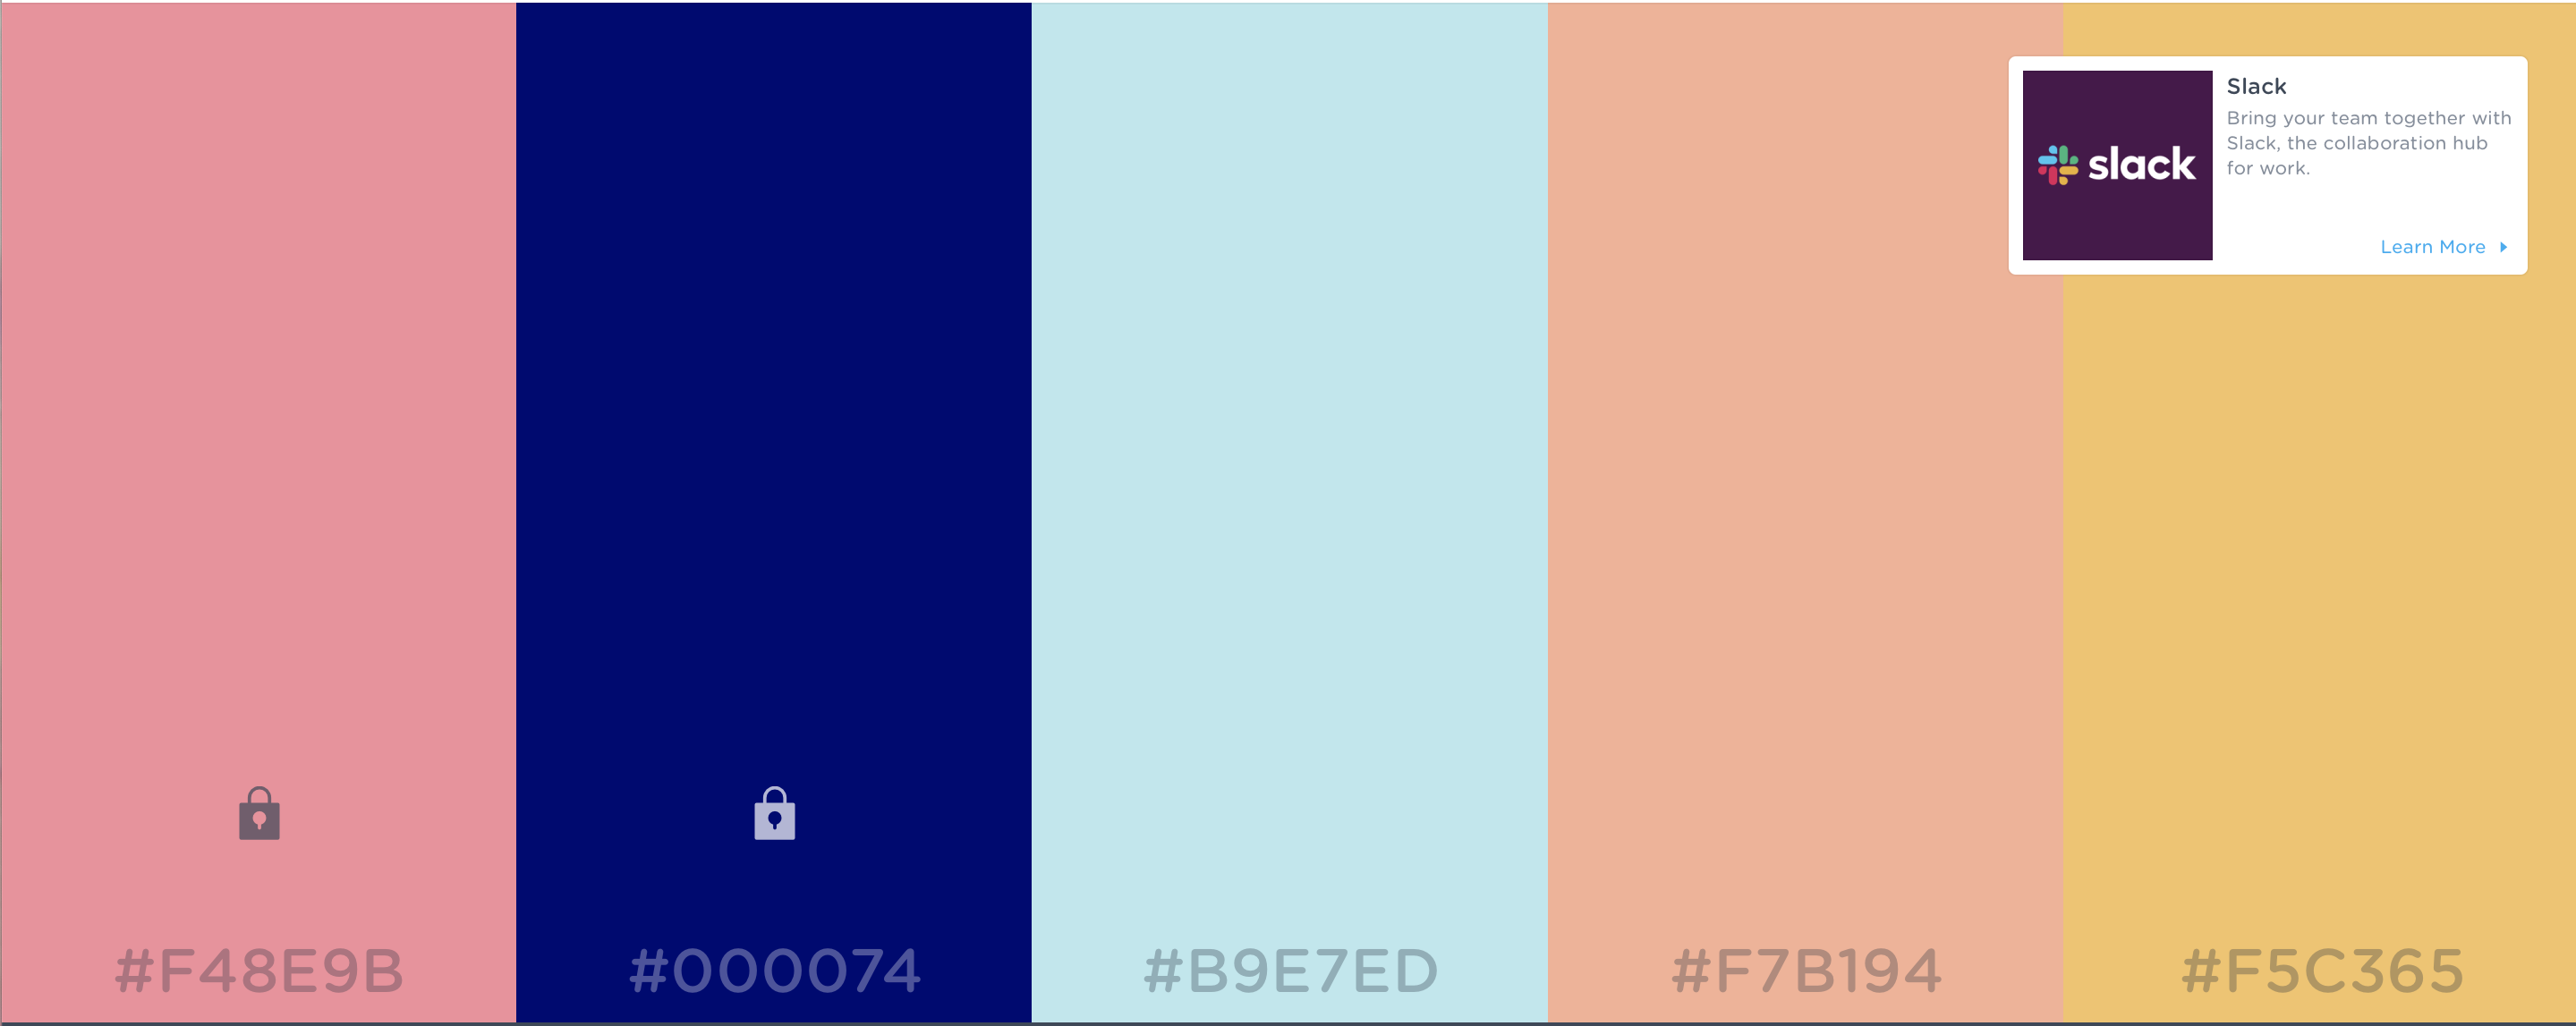 Slack
Bring your team together with
Slack, the collaboration hub
for work.
slack
Learn More
#F48E9B
#000074
#B9E7ED
#F7B194
#F5C365